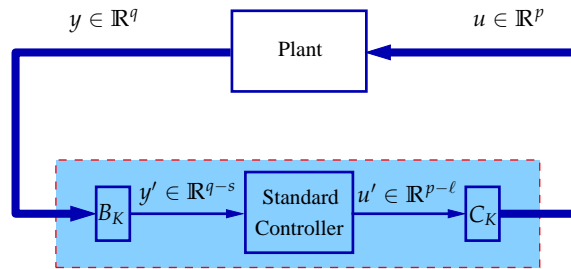 y ∈ ℝ^q
u ∈ ℝ^p
Plant
B_K
y′ ∈ ℝ^{q−s}
Standard
Controller
u′ ∈ ℝ^{p−ℓ}
C_K